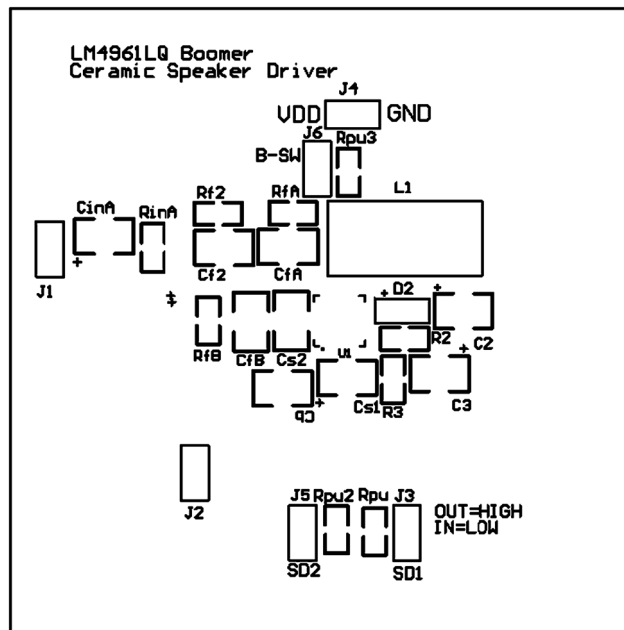 LM4961LQ Boomer
Ceramic Speaker Driver
J4
VDD GND
J6
Rpu3
B-SW
L1
CinA
RinA
Rf2
RfA
J1
Cf2
CfA
D2
RfB
CfB
Cs2
U1
R2
C2
Cb
Cs1
R3
C3
J2
J5
Rpu2
Rpu
J3
OUT=HIGH
IN=LOW
SD2
SD1